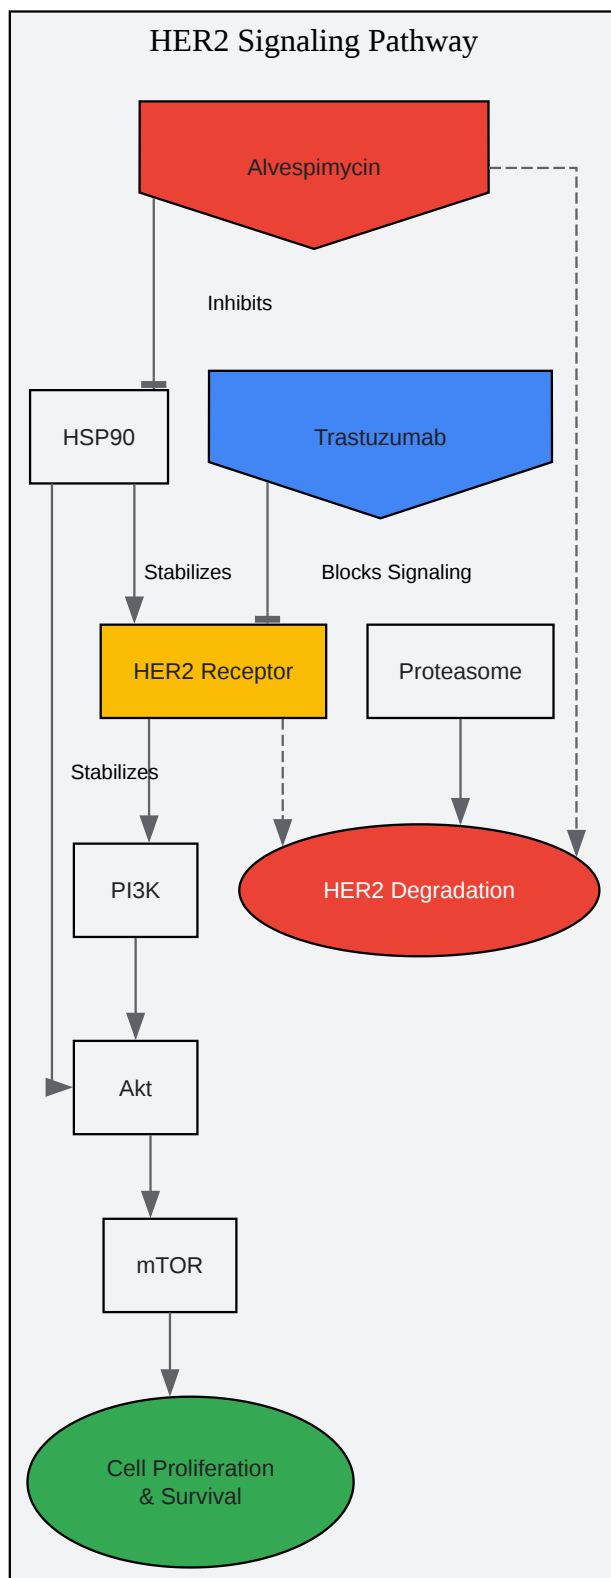 HER2 Signaling Pathway
Alvespimycin
Inhibits
HSP90
Trastuzumab
Stabilizes
Blocks Signaling
HER2 Receptor
Proteasome
Stabilizes
PI3K
HER2 Degradation
Akt
mTOR
Cell Proliferation
& Survival